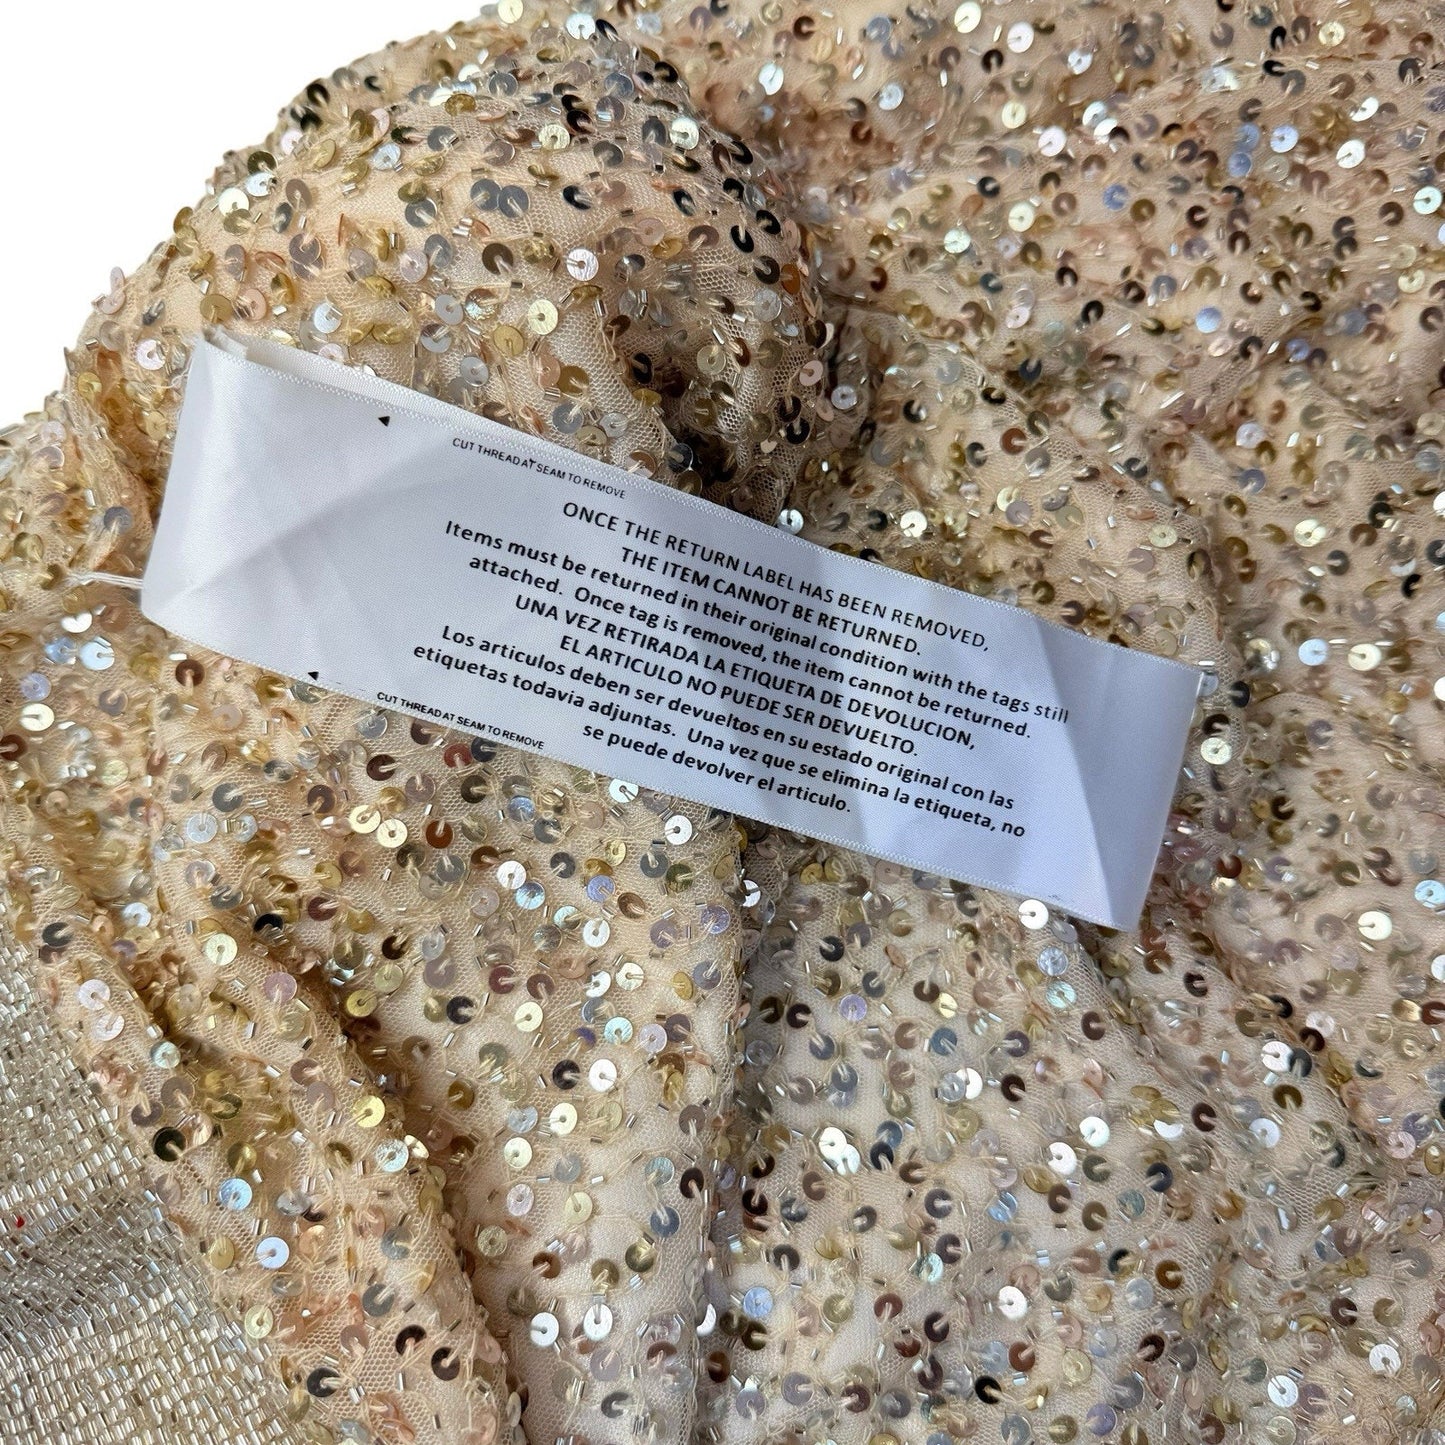 CUT THREAD AT SEAM TO REMOVE
ONCE THE RETURN LABEL HAS BEEN REMOVED,
THE ITEM CANNOT BE RETURNED.
Items must be returned in their original condition with the tags still
attached. Once tag is removed, the item cannot be returned.
UNA VEZ RETIRADA LA ETIQUETA DE DEVOLUCION,
EL ARTICULO NO PUEDE SER DEVUELTO.
Los articulos deben ser devueltos en su estado original con las
etiquetas todavia adjuntas. Una vez que se elimina la etiqueta, no
se puede devolver el articulo.
CUT THREAD AT SEAM TO REMOVE